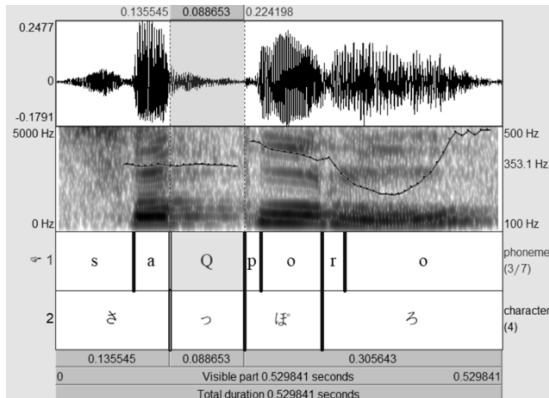 0.135545 0.088653 0.224198
0.2477
0
-0.1791
5000 Hz 500 Hz
353.1 Hz
0 Hz 100 Hz
☞ 1 s a Q p o r o phoneme (3/7)
2 さ っ ぽ ろ character (4)
0.135545 0.088653 0.305643
0 Visible part 0.529841 seconds 0.529841
Total duration 0.529841 seconds